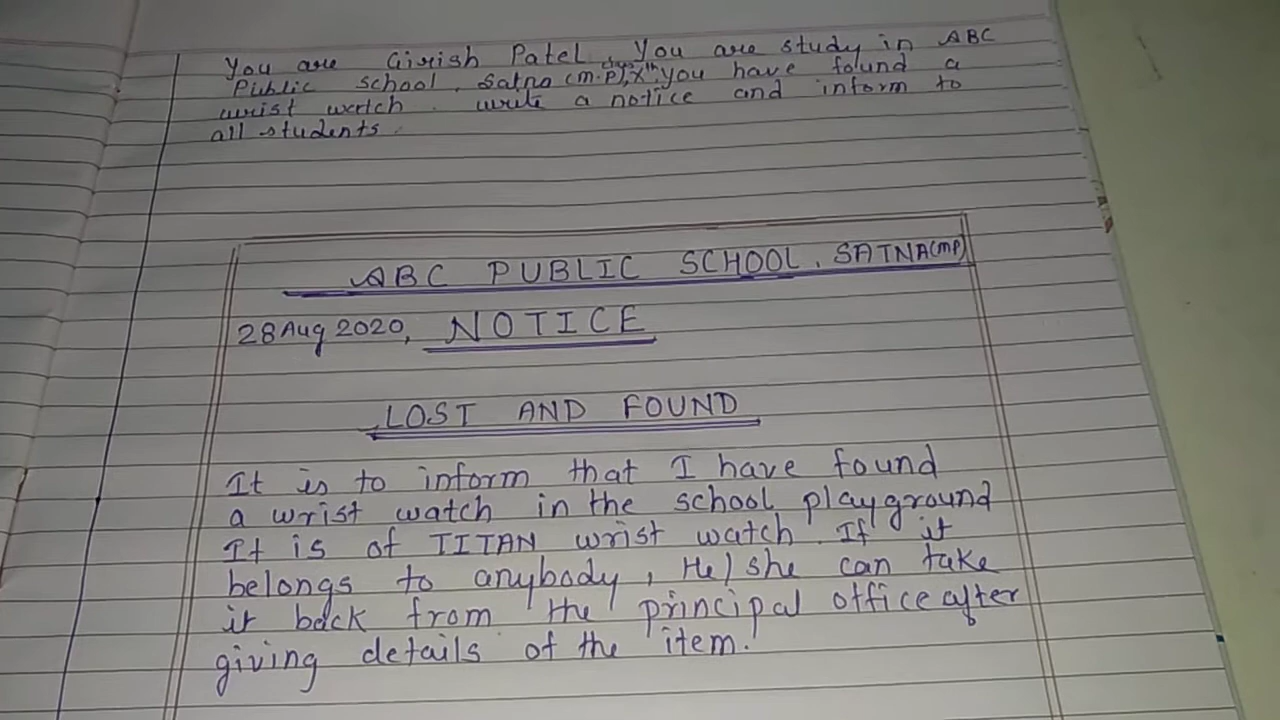 You are Girish Patel. You are study in ABC
Public School, Satna (M.P), class Xth you have found a
wrist watch. write a notice and inform to
all students.
ABC PUBLIC SCHOOL, SATNA(MP)
28 Aug 2020, NOTICE
LOST AND FOUND
It is to inform that I have found
a wrist watch in the school playground
It is of TITAN wrist watch. If it
belongs to anybody, He/she can take
it back from the principal office after
giving details of the item.